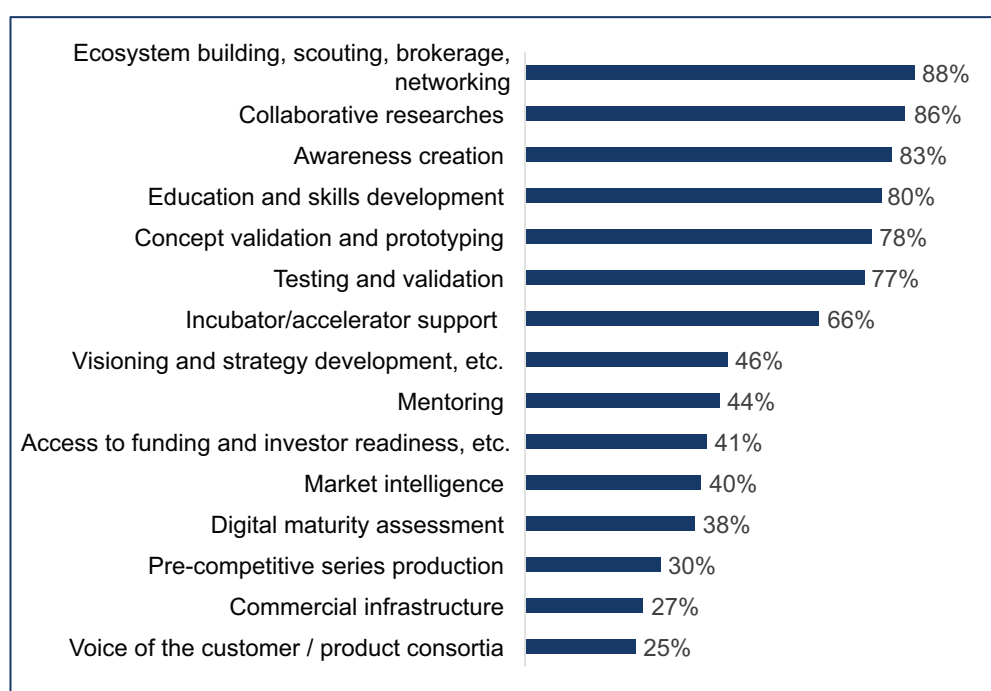 Ecosystem building, scouting, brokerage,
networking 88%
Collaborative researches 86%
Awareness creation 83%
Education and skills development 80%
Concept validation and prototyping 78%
Testing and validation 77%
Incubator/accelerator support 66%
Visioning and strategy development, etc. 46%
Mentoring 44%
Access to funding and investor readiness, etc. 41%
Market intelligence 40%
Digital maturity assessment 38%
Pre-competitive series production 30%
Commercial infrastructure 27%
Voice of the customer / product consortia 25%